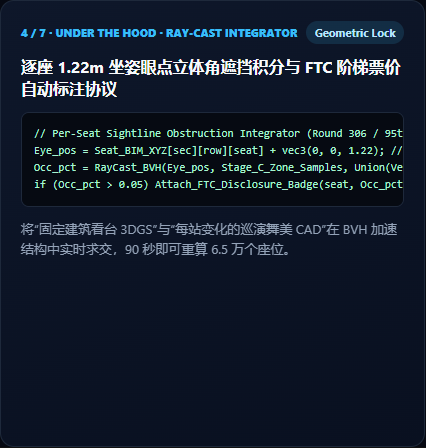 4 / 7 · UNDER THE HOOD · RAY-CAST INTEGRATOR
Geometric Lock
逐座 1.22m 坐姿眼点立体角遮挡积分与 FTC 阶梯票价
自动标注协议
// Per-Seat Sightline Obstruction Integrator (Round 306 / 95t
Eye_pos = Seat_BIM_XYZ[sec][row][seat] + vec3(0, 0, 1.22); //
Occ_pct = RayCast_BVH(Eye_pos, Stage_C_Zone_Samples, Union(Ve
if (Occ_pct > 0.05) Attach_FTC_Disclosure_Badge(seat, Occ_pct
将“固定建筑看台 3DGS”与“每站变化的巡演舞美 CAD”在 BVH 加速
结构中实时求交，90 秒即可重算 6.5 万个座位。